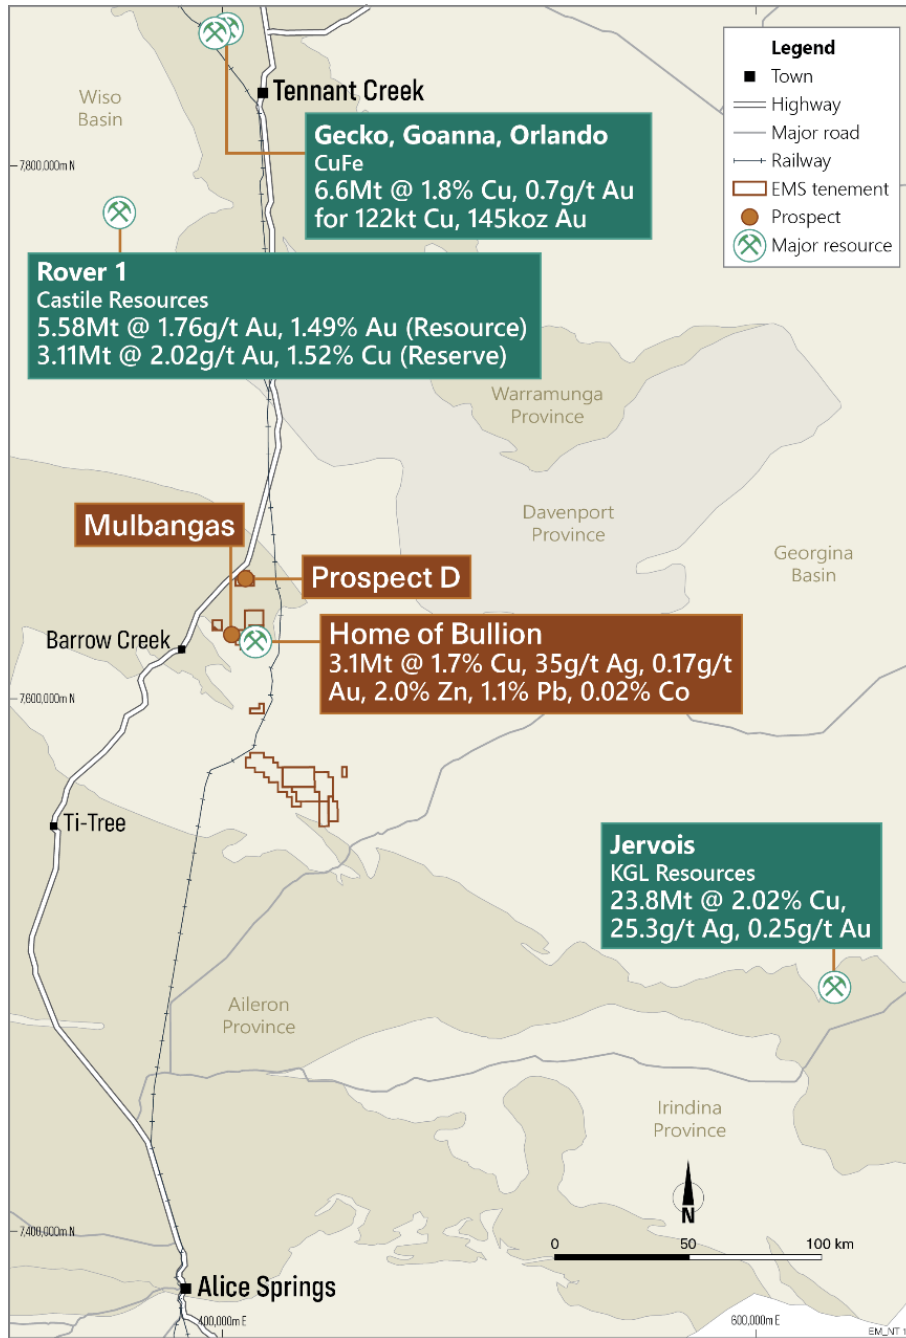 Legend
Town
Highway
Major road
Railway
EMS tenement
Prospect
Major resource
Wiso
Basin
Tennant Creek
Gecko, Goanna, Orlando
CuFe
6.6Mt @ 1.8% Cu, 0.7g/t Au
for 122kt Cu, 145koz Au
7,800,000m N
Rover 1
Castile Resources
5.58Mt @ 1.76g/t Au, 1.49% Au (Resource)
3.11Mt @ 2.02g/t Au, 1.52% Cu (Reserve)
Warramunga
Province
Davenport
Province
Georgina
Basin
Mulbangas
Prospect D
Barrow Creek
Home of Bullion
3.1Mt @ 1.7% Cu, 35g/t Ag, 0.17g/t
Au, 2.0% Zn, 1.1% Pb, 0.02% Co
7,600,000m N
Ti-Tree
Jervois
KGL Resources
23.8Mt @ 2.02% Cu,
25.3g/t Ag, 0.25g/t Au
Aileron
Province
Irindina
Province
N
7,400,000m N
0 50 100 km
Alice Springs
400,000m E
600,000m E
EM_NT 1